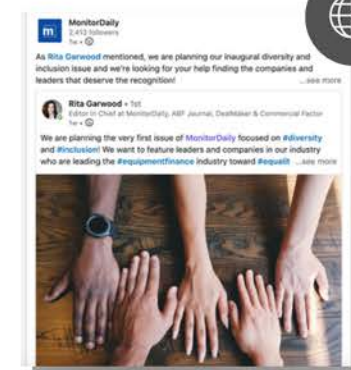 m
MonitorDaily
2,413 followers
1w •
As Rita Garwood mentioned, we are planning our inaugural diversity and
inclusion issue and we're looking for your help finding the companies and
leaders that deserve the recognition! ...see more
Rita Garwood • 1st
Editor in Chief at MonitorDaily, ABF Journal, DealMaker & Commercial Factor
1w •
We are planning the very first issue of MonitorDaily focused on #diversity
and #inclusion! We want to feature leaders and companies in our industry
who are leading the #equipmentfinance industry toward #equalit ...see more